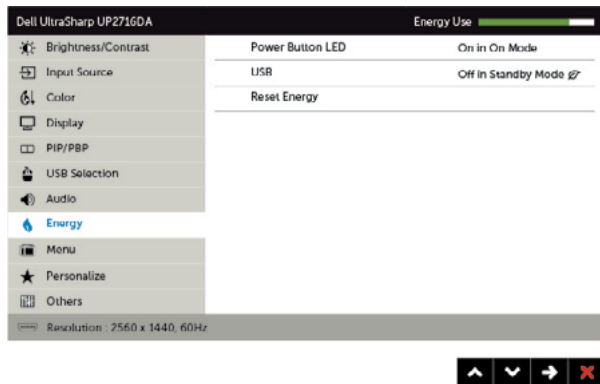 Dell UltraSharp UP2716DA Energy Use
Brightness/Contrast Power Button LED On in On Mode
Input Source USB Off in Standby Mode
Color Reset Energy
Display
PIP/PBP
USB Selection
Audio
Energy
Menu
Personalize
Others
Resolution : 2560 x 1440, 60Hz